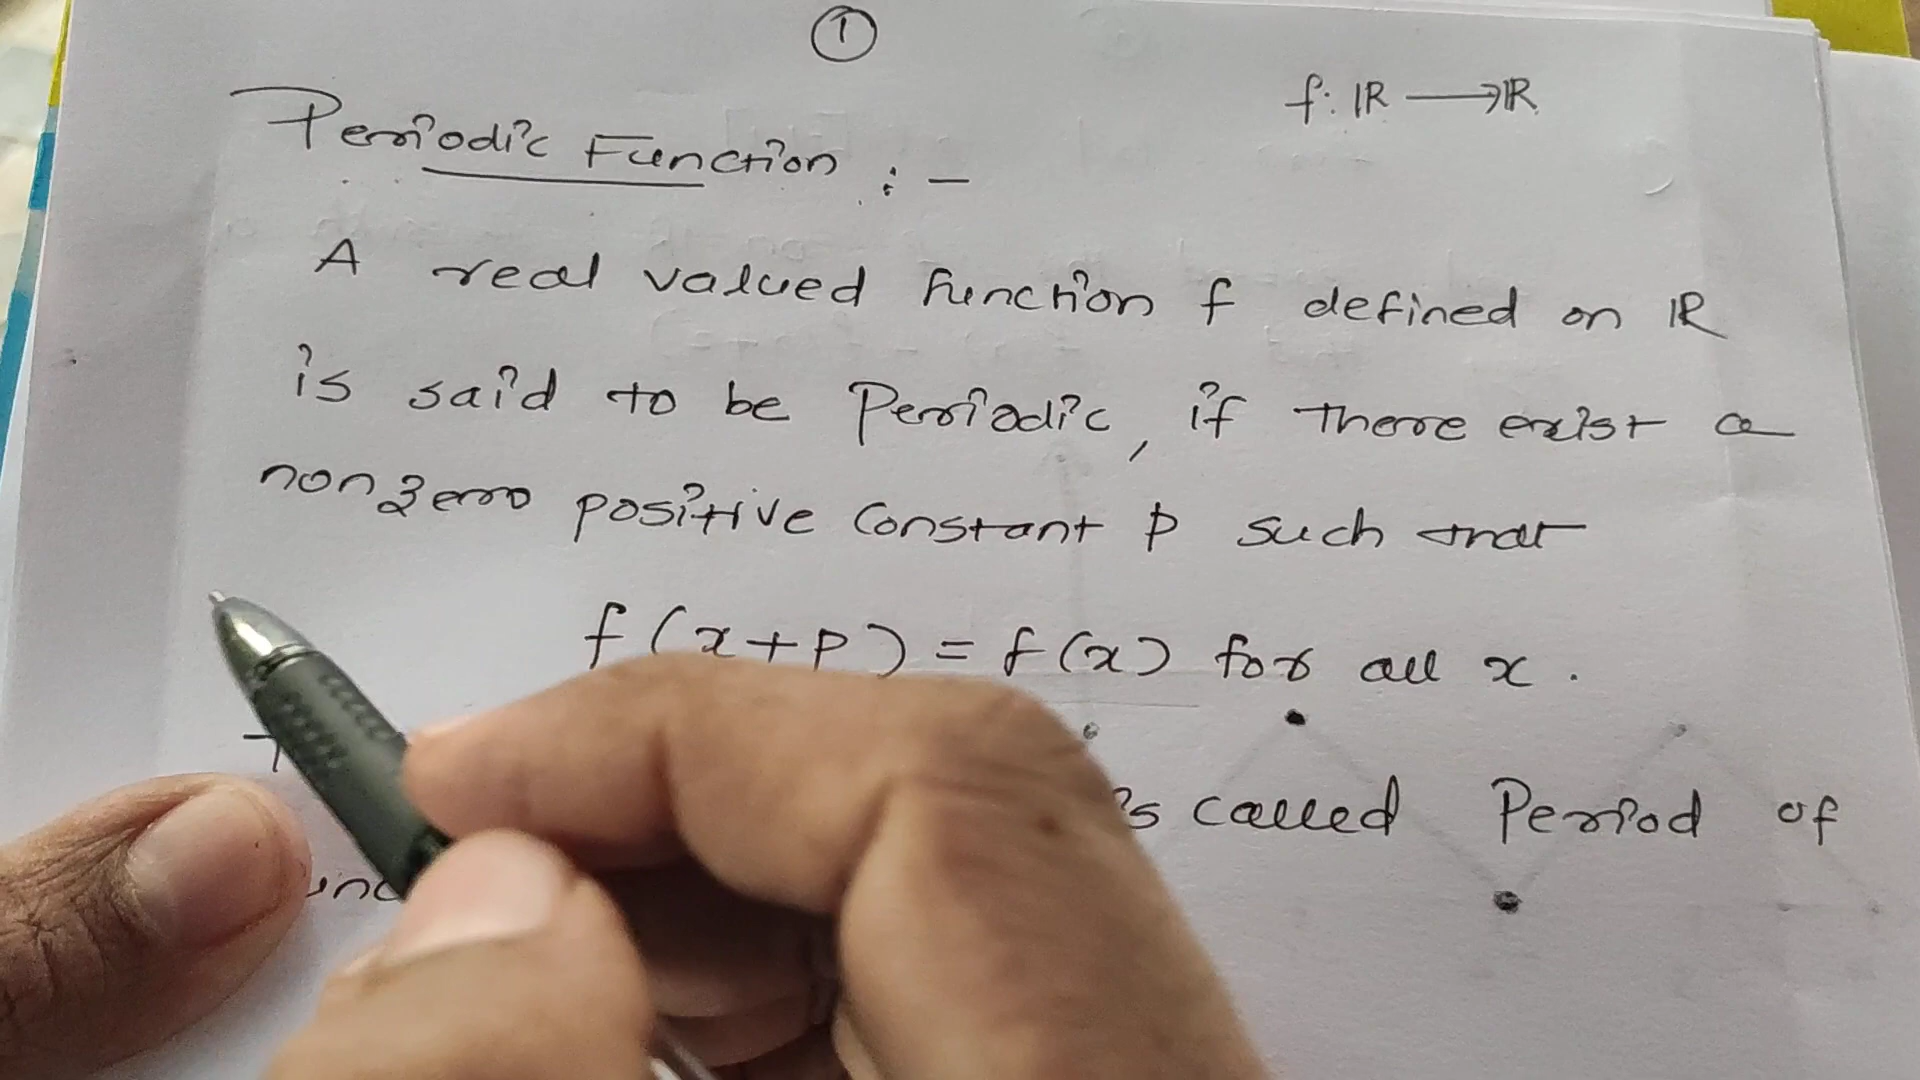 1
f: ℝ → ℝ
Periodic Function : -
A real valued function f defined on ℝ
is said to be Periodic, if there exist a
nonzero positive constant p such that
f(x+p) = f(x) for all x.
is called Period of